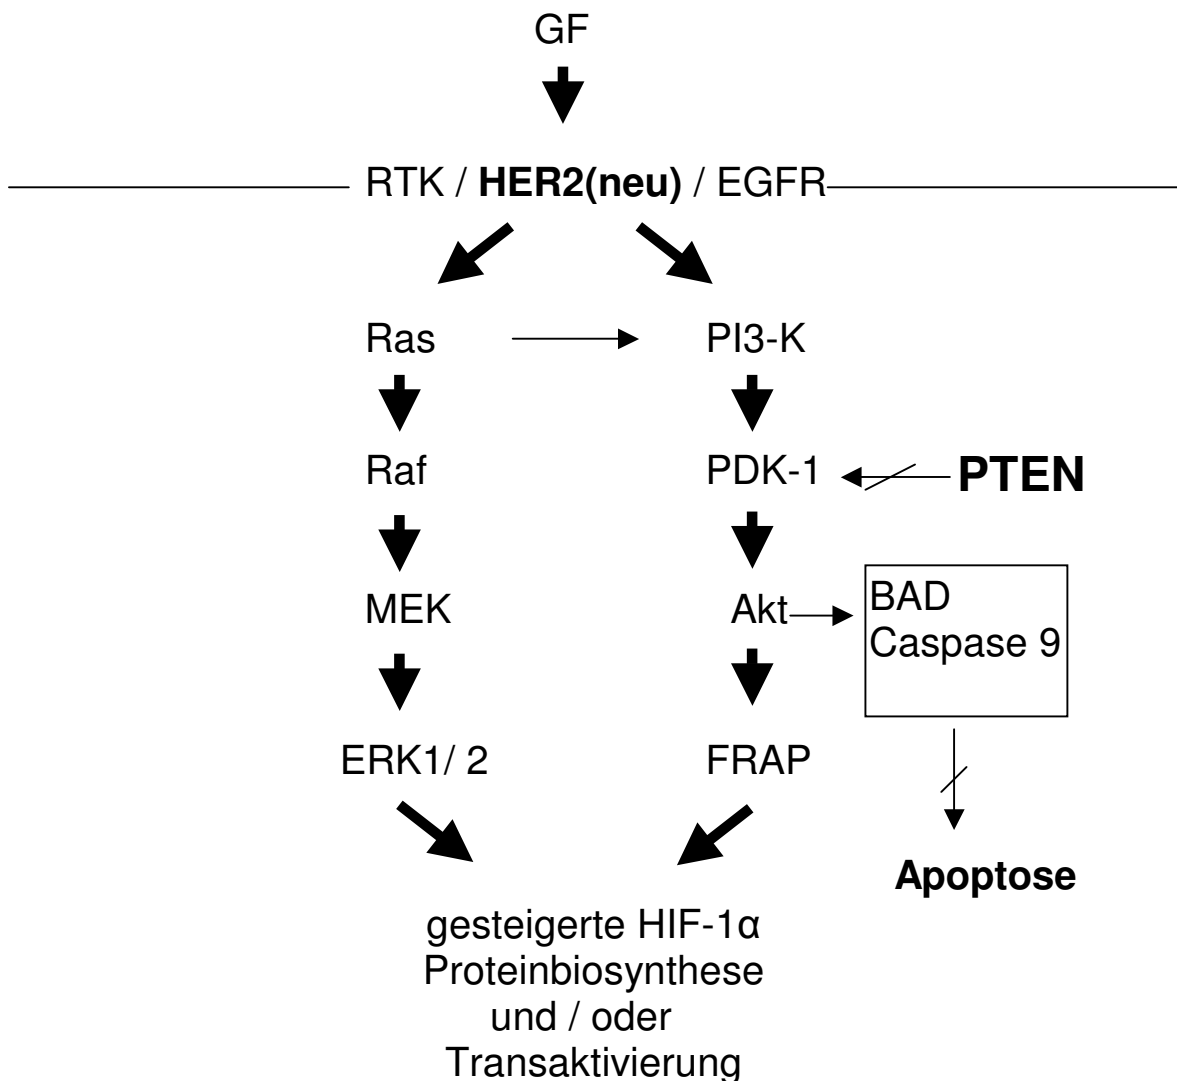 GF
RTK / HER2(neu) / EGFR
Ras
PI3-K
Raf
PDK-1
PTEN
MEK
Akt
BAD
Caspase 9
ERK1/ 2
FRAP
Apoptose
gesteigerte HIF-1α
Proteinbiosynthese
und / oder
Transaktivierung